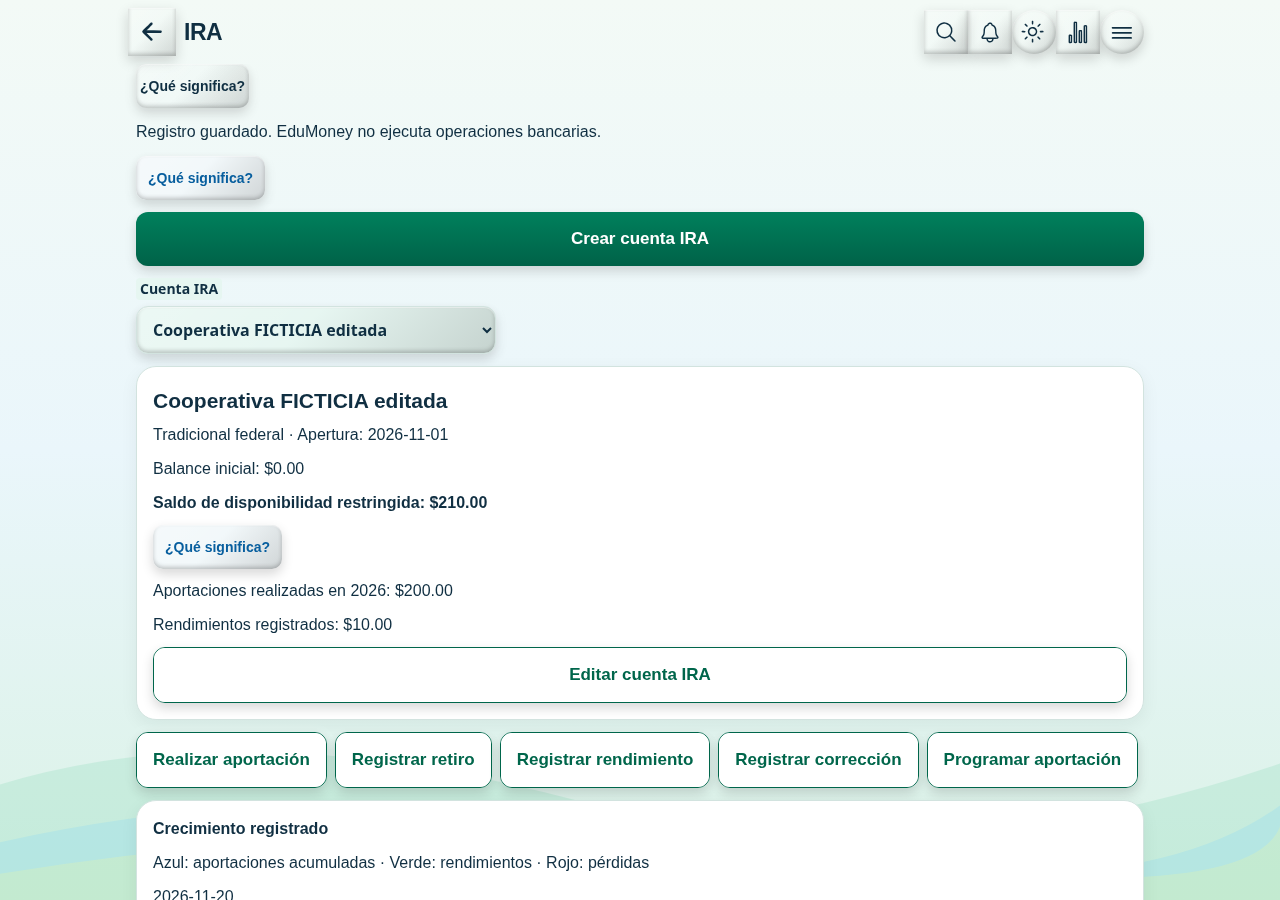 IRA
¿Qué significa?
Registro guardado. EduMoney no ejecuta operaciones bancarias.
¿Qué significa?
Crear cuenta IRA
Cuenta IRA
Cooperativa FICTICIA editada
Cooperativa FICTICIA editada
Tradicional federal · Apertura: 2026-11-01
Balance inicial: $0.00
Saldo de disponibilidad restringida: $210.00
¿Qué significa?
Aportaciones realizadas en 2026: $200.00
Rendimientos registrados: $10.00
Editar cuenta IRA
Realizar aportación
Registrar retiro
Registrar rendimiento
Registrar corrección
Programar aportación
Crecimiento registrado
Azul: aportaciones acumuladas · Verde: rendimientos · Rojo: pérdidas
2026-11-20